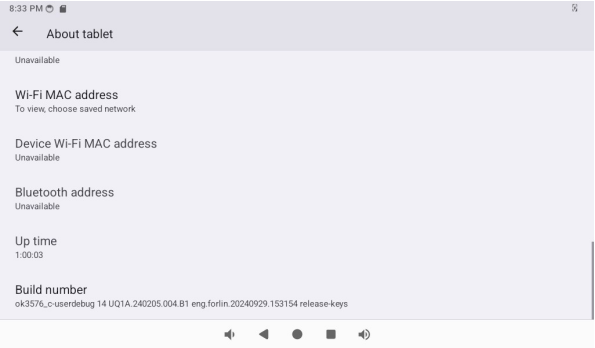 8:33 PM
About tablet
Unavailable
Wi-Fi MAC address
To view, choose saved network
Device Wi-Fi MAC address
Unavailable
Bluetooth address
Unavailable
Up time
1:00:03
Build number
ok3576_c-userdebug 14 UQ1A.240205.004.B1 eng.forlin.20240929.153154 release-keys